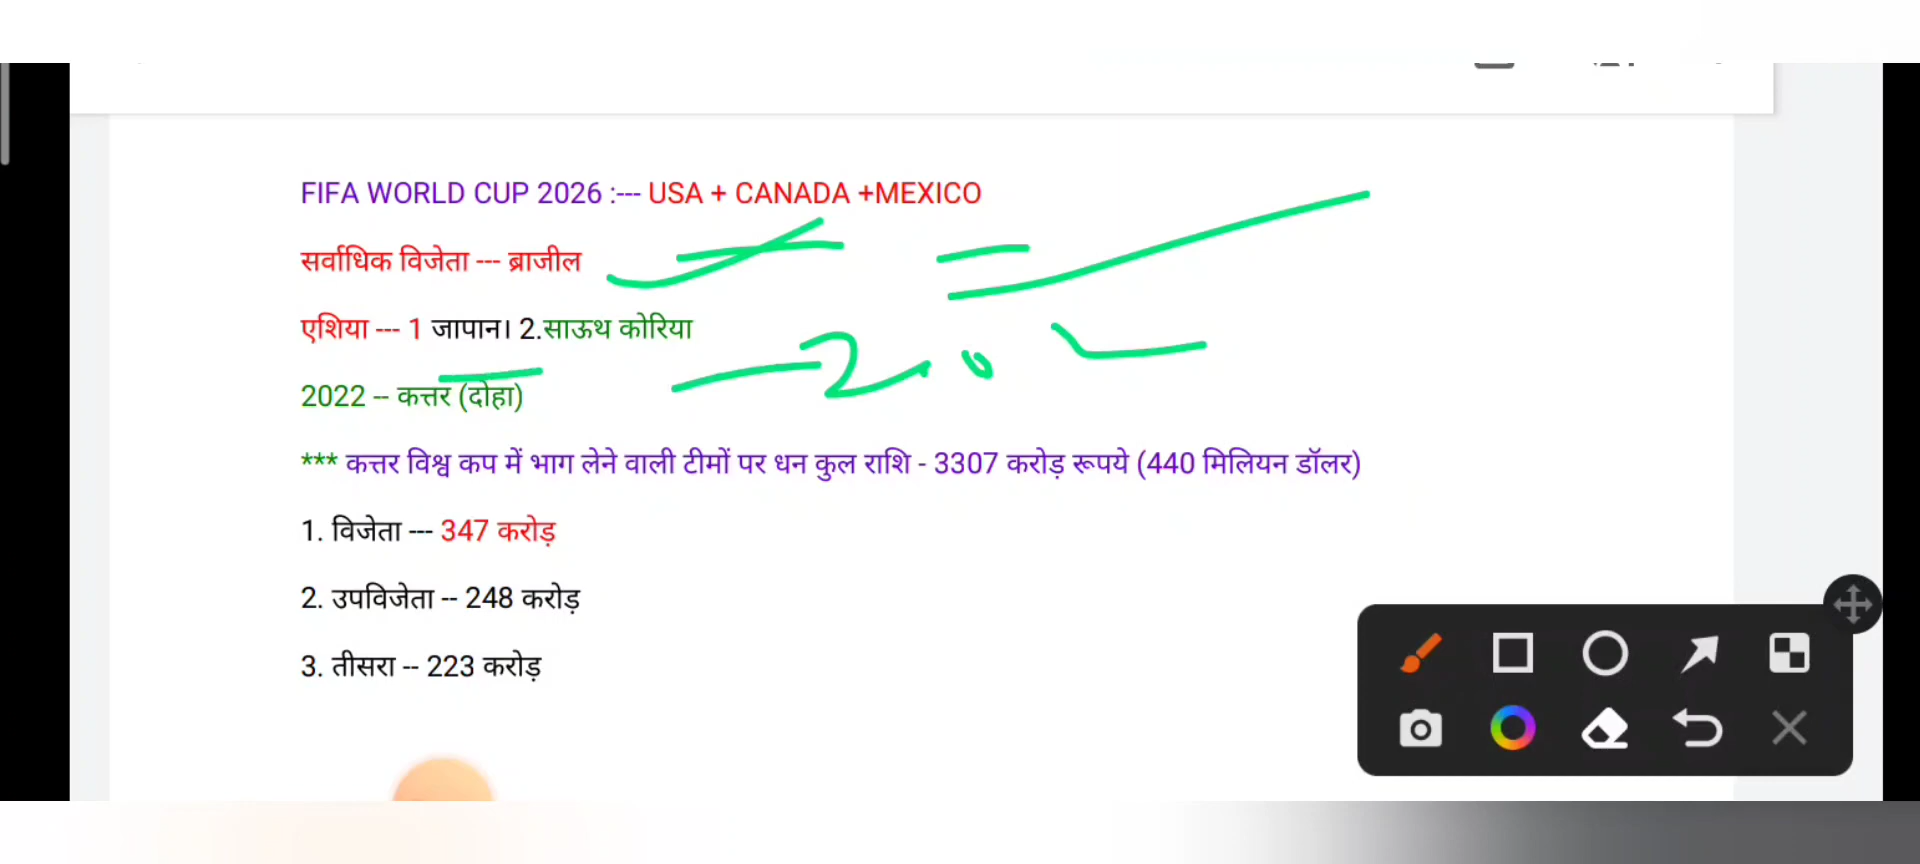 FIFA WORLD CUP 2026 :--- USA + CANADA +MEXICO
सर्वाधिक विजेता --- ब्राजील
एशिया --- 1 जापान। 2.साऊथ कोरिया
2022 -- कत्तर (दोहा)
*** कत्तर विश्व कप में भाग लेने वाली टीमों पर धन कुल राशि - 3307 करोड़ रूपये (440 मिलियन डॉलर)
1. विजेता --- 347 करोड़
2. उपविजेता -- 248 करोड़
3. तीसरा -- 223 करोड़